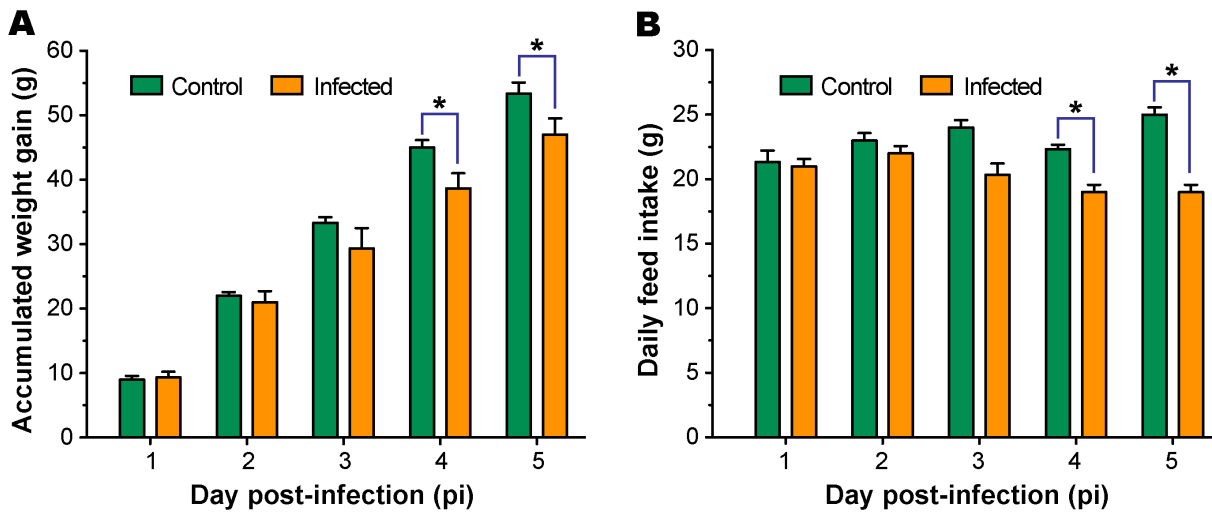 A
Accumulated weight gain (g)
60
50
40
30
20
10
0
Control
Infected
*
*
1 2 3 4 5
Day post-infection (pi)
B
Daily feed intake (g)
30
25
20
15
10
5
0
Control
Infected
*
*
1 2 3 4 5
Day post-infection (pi)